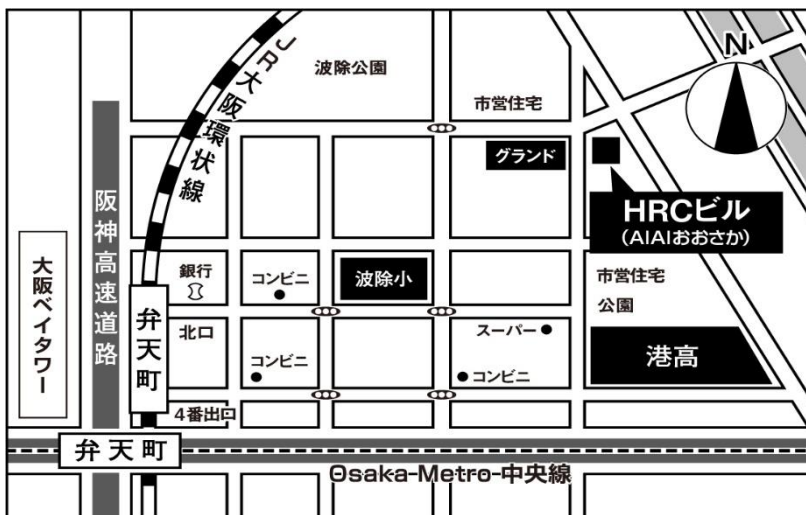 N
JR大阪環状線
波除公園
市営住宅
グランド
HRCビル
(AIAIおおさか)
阪神高速道路
大阪ベイタワー
銀行
コンビニ
波除小
市営住宅
公園
弁天町
北口
スーパー
港高
コンビニ
コンビニ
4番出口
弁天町
Osaka-Metro-中央線